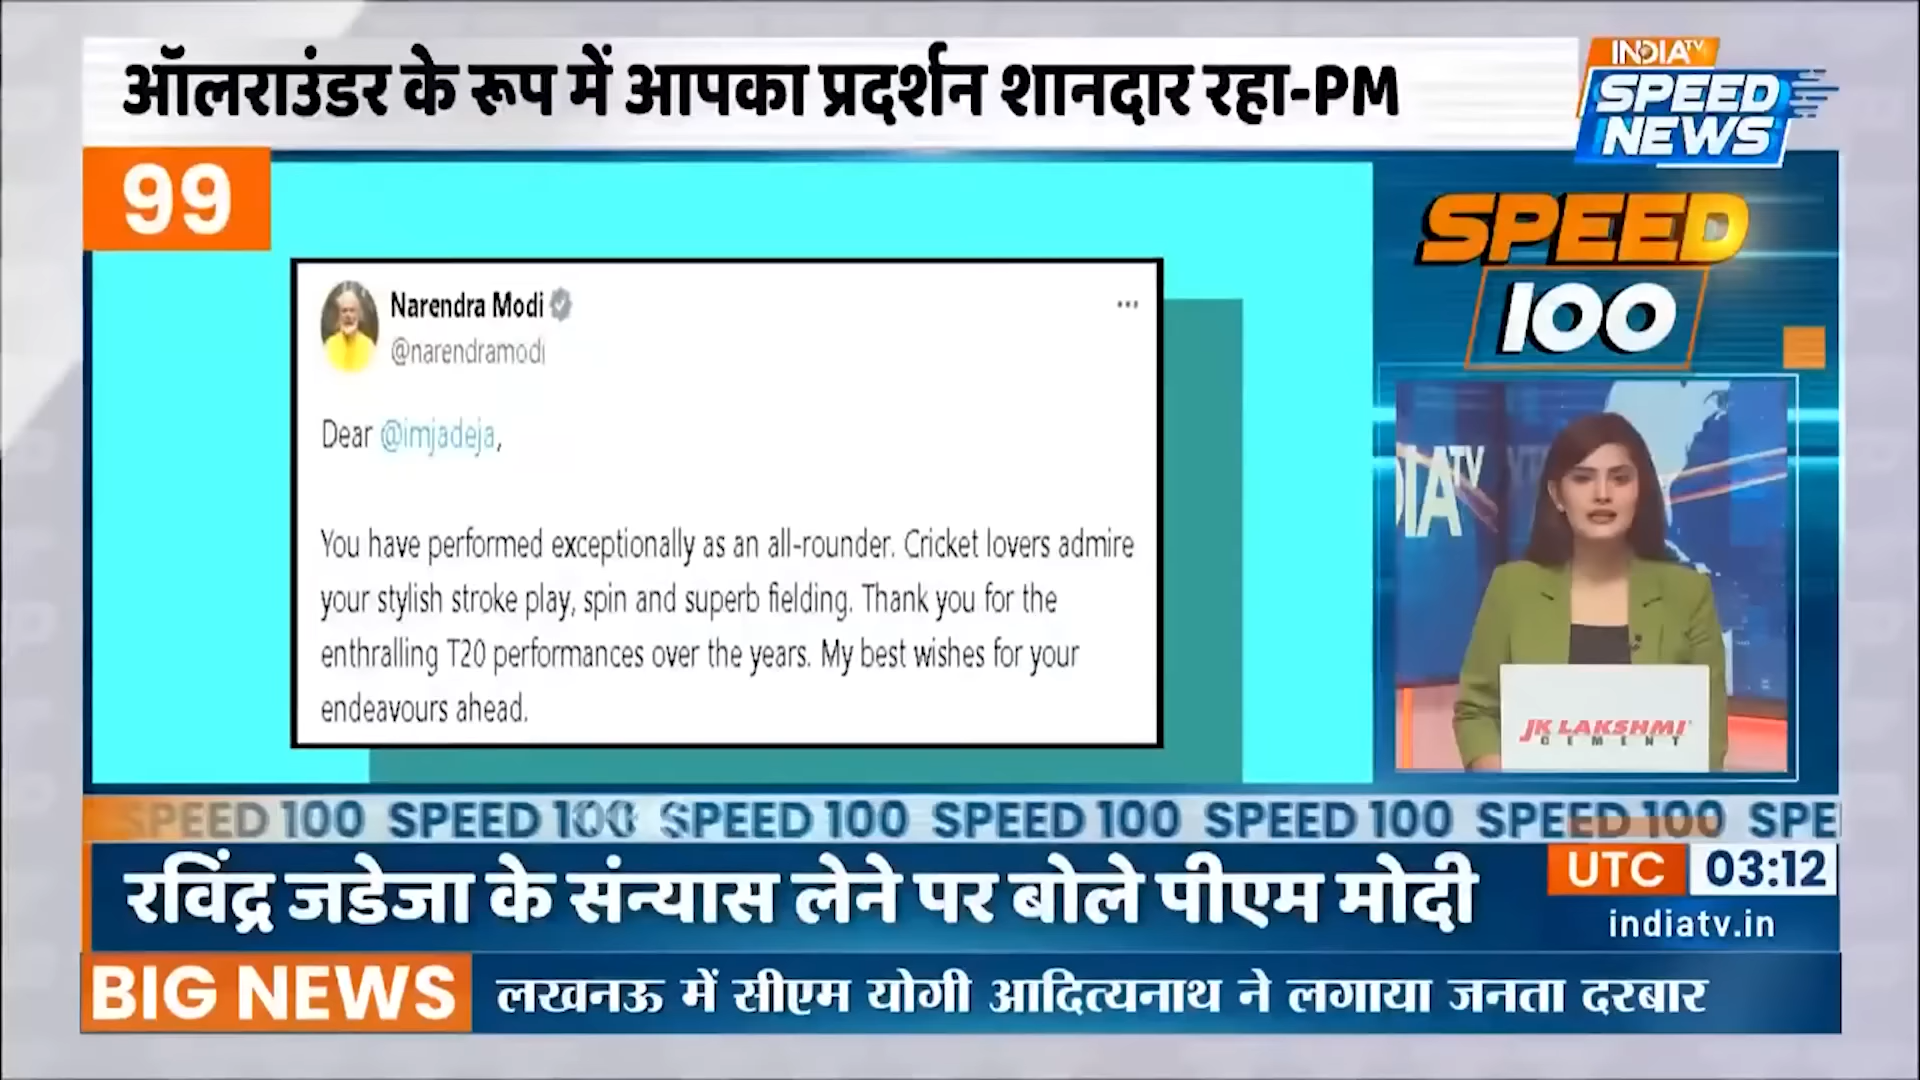 ऑलराउंडर के रूप में आपका प्रदर्शन शानदार रहा-PM
INDIA TV
SPEED
NEWS
99
SPEED
100
Narendra Modi
@narendramodi
Dear @imjadeja,
You have performed exceptionally as an all-rounder. Cricket lovers admire
your stylish stroke play, spin and superb fielding. Thank you for the
enthralling T20 performances over the years. My best wishes for your
endeavours ahead.
DIA TV
JK LAKSHMI
CEMENT
SPEED 100 SPEED 100 SPEED 100 SPEED 100 SPEED 100 SPEED 100 SPE
रविंद्र जडेजा के संन्यास लेने पर बोले पीएम मोदी
UTC 03:12
indiatv.in
BIG NEWS लखनऊ में सीएम योगी आदित्यनाथ ने लगाया जनता दरबार